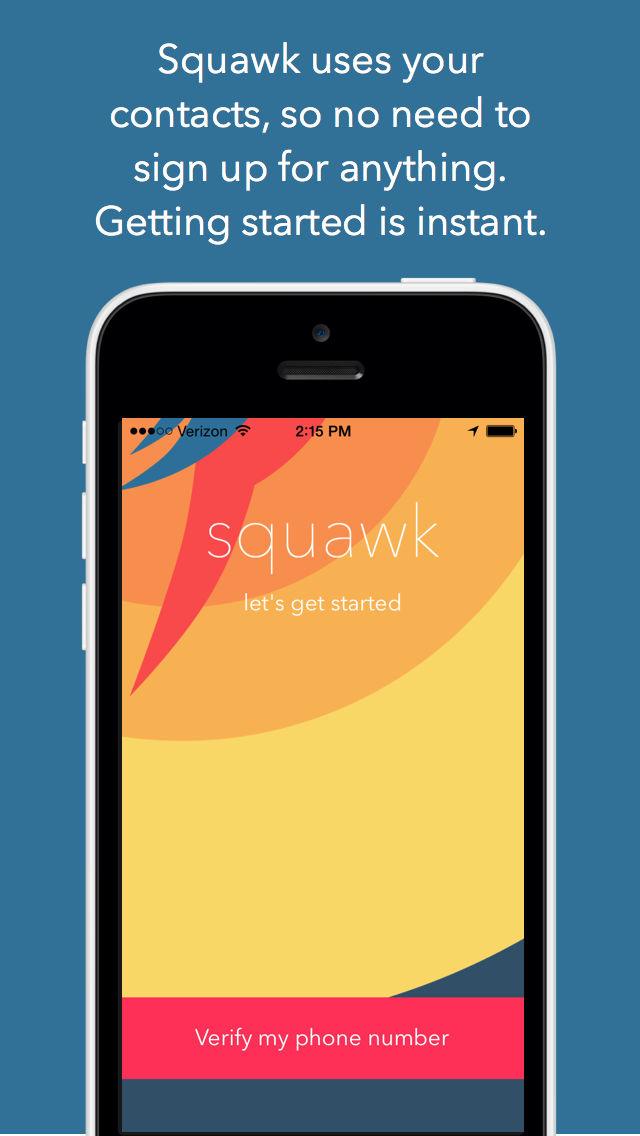 Squawk uses your
contacts, so no need to
sign up for anything.
Getting started is instant.
Verizon 2:15 PM
squawk
let's get started
Verify my phone number